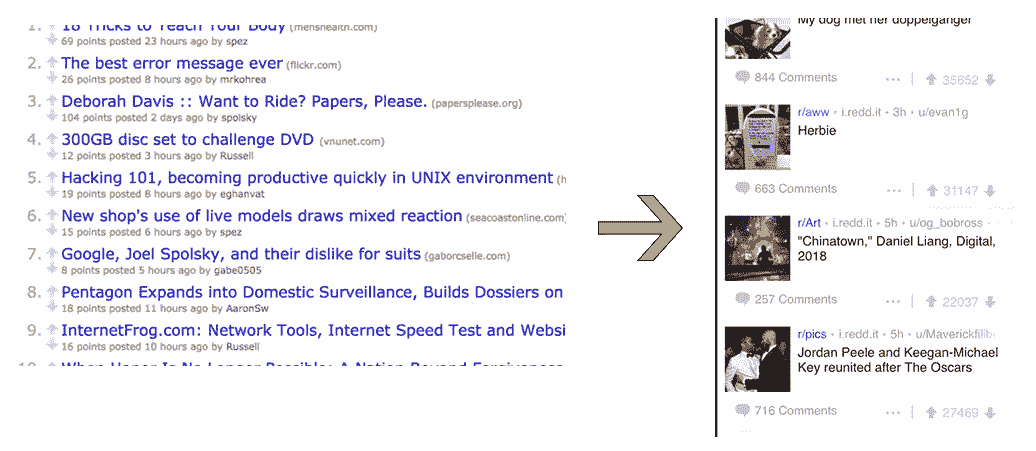 18 Tricks to Teach Your Body (menshealth.com)
69 points posted 23 hours ago by spez
2. The best error message ever (flickr.com)
26 points posted 8 hours ago by mrkohrea
3. Deborah Davis :: Want to Ride? Papers, Please. (papersplease.org)
104 points posted 2 days ago by spolsky
4. 300GB disc set to challenge DVD (vnunet.com)
12 points posted 3 hours ago by Russell
5. Hacking 101, becoming productive quickly in UNIX environment (h
19 points posted 8 hours ago by eghanvat
6. New shop's use of live models draws mixed reaction (seacoastonline.com)
15 points posted 6 hours ago by spez
7. Google, Joel Spolsky, and their dislike for suits (gaborcselle.com)
8 points posted 5 hours ago by gabe0505
8. Pentagon Expands into Domestic Surveillance, Builds Dossiers on
18 points posted 11 hours ago by AaronSw
9. InternetFrog.com: Network Tools, Internet Speed Test and Websi
16 points posted 10 hours ago by Russell
10. When Honor Is No Longer Possible: A Nation Beyond Forgiveness
My dog met her doppelganger
844 Comments ... 35652
r/aww • i.redd.it • 3h • u/evan1g
Herbie
663 Comments ... 31147
r/Art • i.redd.it • 5h • u/og_bobross
"Chinatown," Daniel Liang, Digital,
2018
257 Comments ... 22037
r/pics • i.redd.it • 5h • u/Maverickfilib
Jordan Peele and Keegan-Michael
Key reunited after The Oscars
716 Comments ... 27469